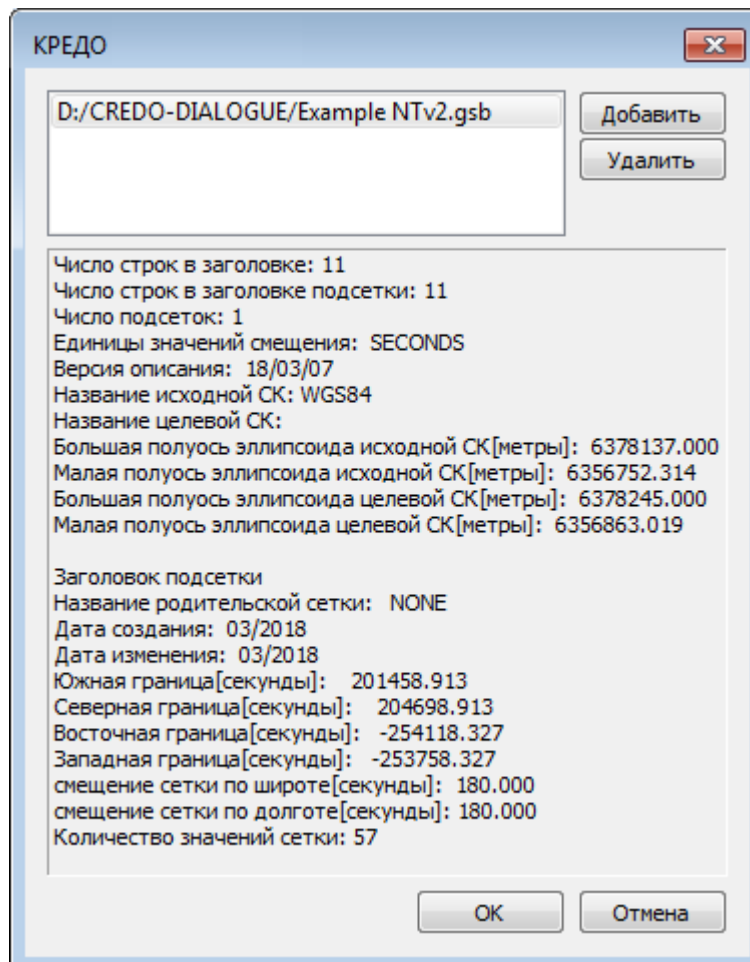 КРЕДО
D:/CREDO-DIALOGUE/Example NTv2.gsb
Добавить
Удалить
Число строк в заголовке: 11
Число строк в заголовке подсетки: 11
Число подсеток: 1
Единицы значений смещения: SECONDS
Версия описания: 18/03/07
Название исходной СК: WGS84
Название целевой СК:
Большая полуось эллипсоида исходной СК[метры]: 6378137.000
Малая полуось эллипсоида исходной СК[метры]: 6356752.314
Большая полуось эллипсоида целевой СК[метры]: 6378245.000
Малая полуось эллипсоида целевой СК[метры]: 6356863.019
Заголовок подсетки
Название родительской сетки: NONE
Дата создания: 03/2018
Дата изменения: 03/2018
Южная граница[секунды]: 201458.913
Северная граница[секунды]: 204698.913
Восточная граница[секунды]: -254118.327
Западная граница[секунды]: -253758.327
смещение сетки по широте[секунды]: 180.000
смещение сетки по долготе[секунды]: 180.000
Количество значений сетки: 57
ОК
Отмена